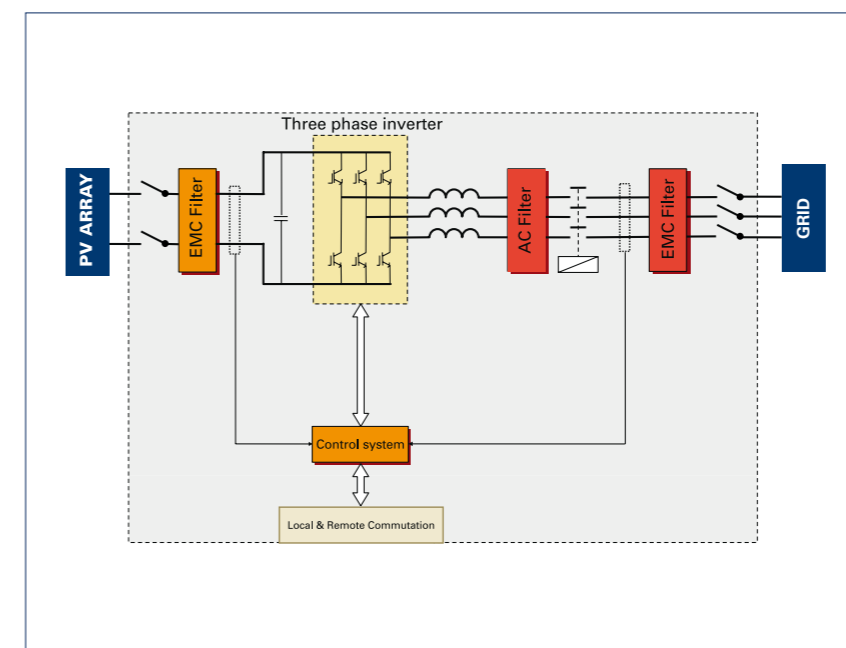 Three phase inverter
PV ARRAY
EMC Filter
AC Filter
EMC Filter
GRID
Control system
Local & Remote Commutation